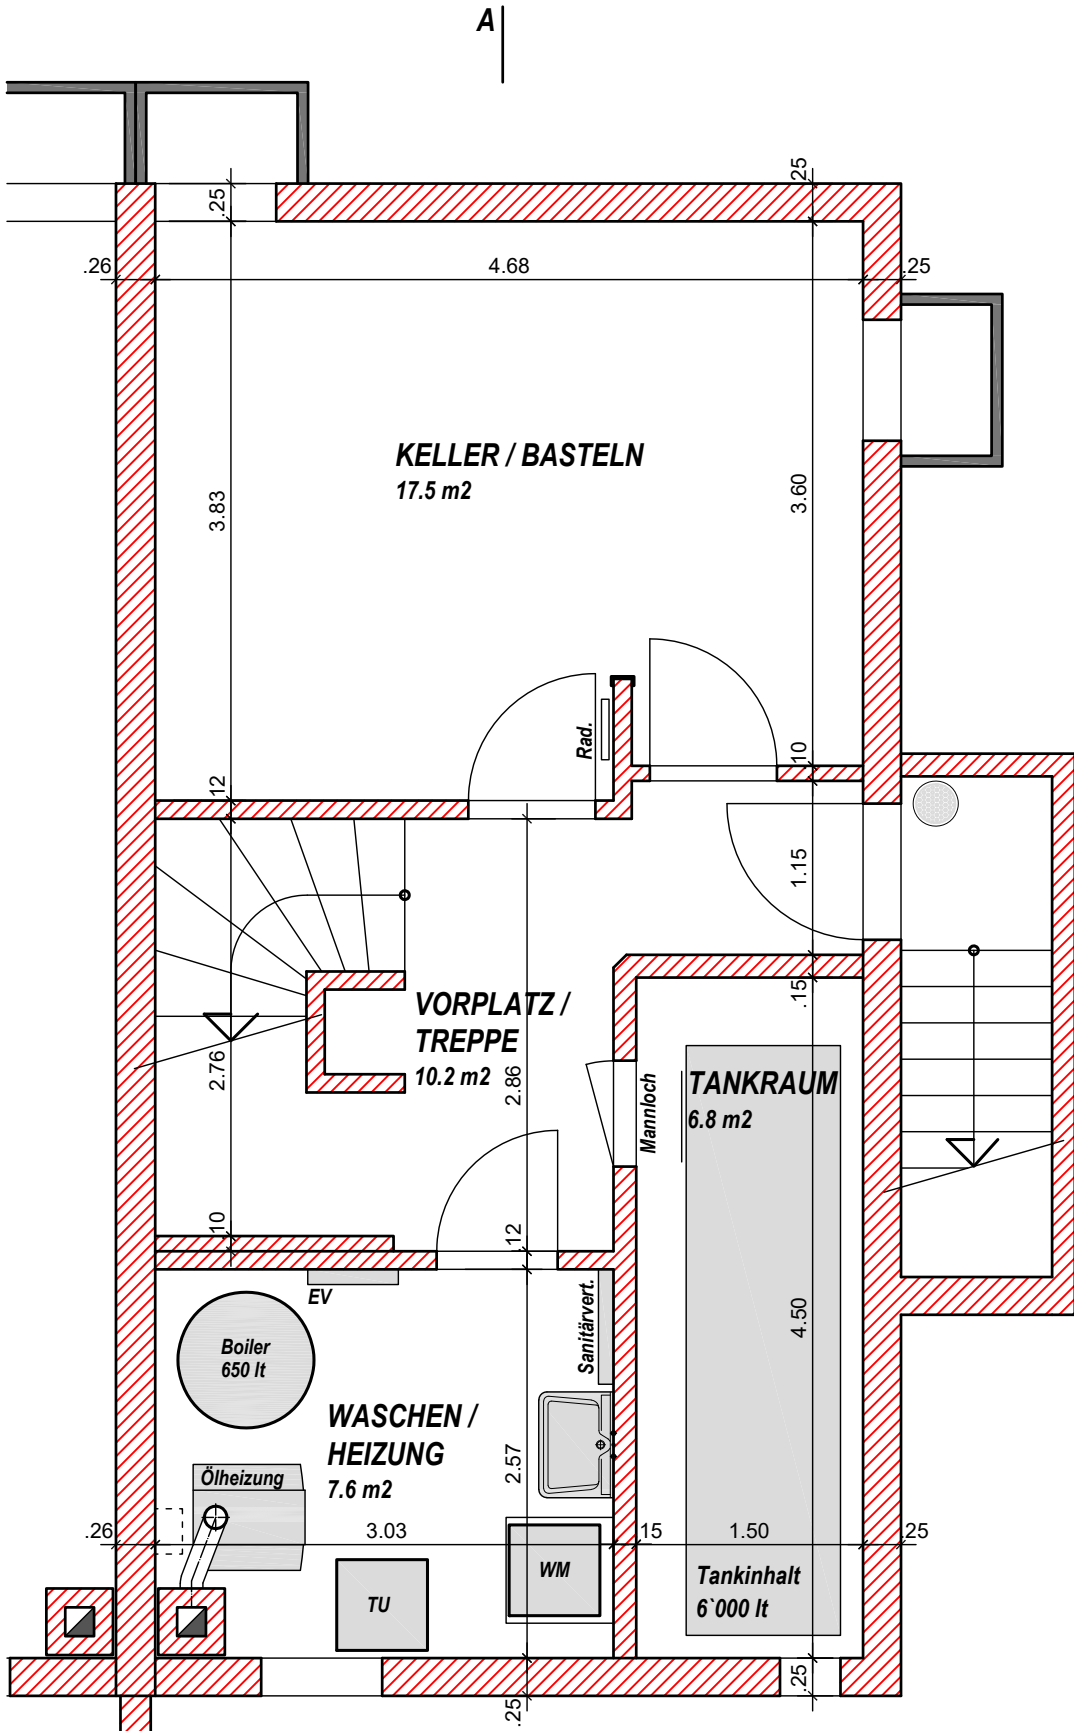 A
.25
.25
.26
4.68
.25
KELLER / BASTELN
17.5 m2
3.83
3.60
Rad.
.10
.12
1.15
VORPLATZ /
TREPPE
10.2 m2
.15
2.76
2.86
Mannloch
TANKRAUM
6.8 m2
.10
.12
EV
Sanitärvert.
4.50
Boiler
650 lt
WASCHEN /
HEIZUNG
7.6 m2
2.57
Ölheizung
.26
3.03
.15
1.50
.25
WM
TU
Tankinhalt
6`000 lt
.25
.25